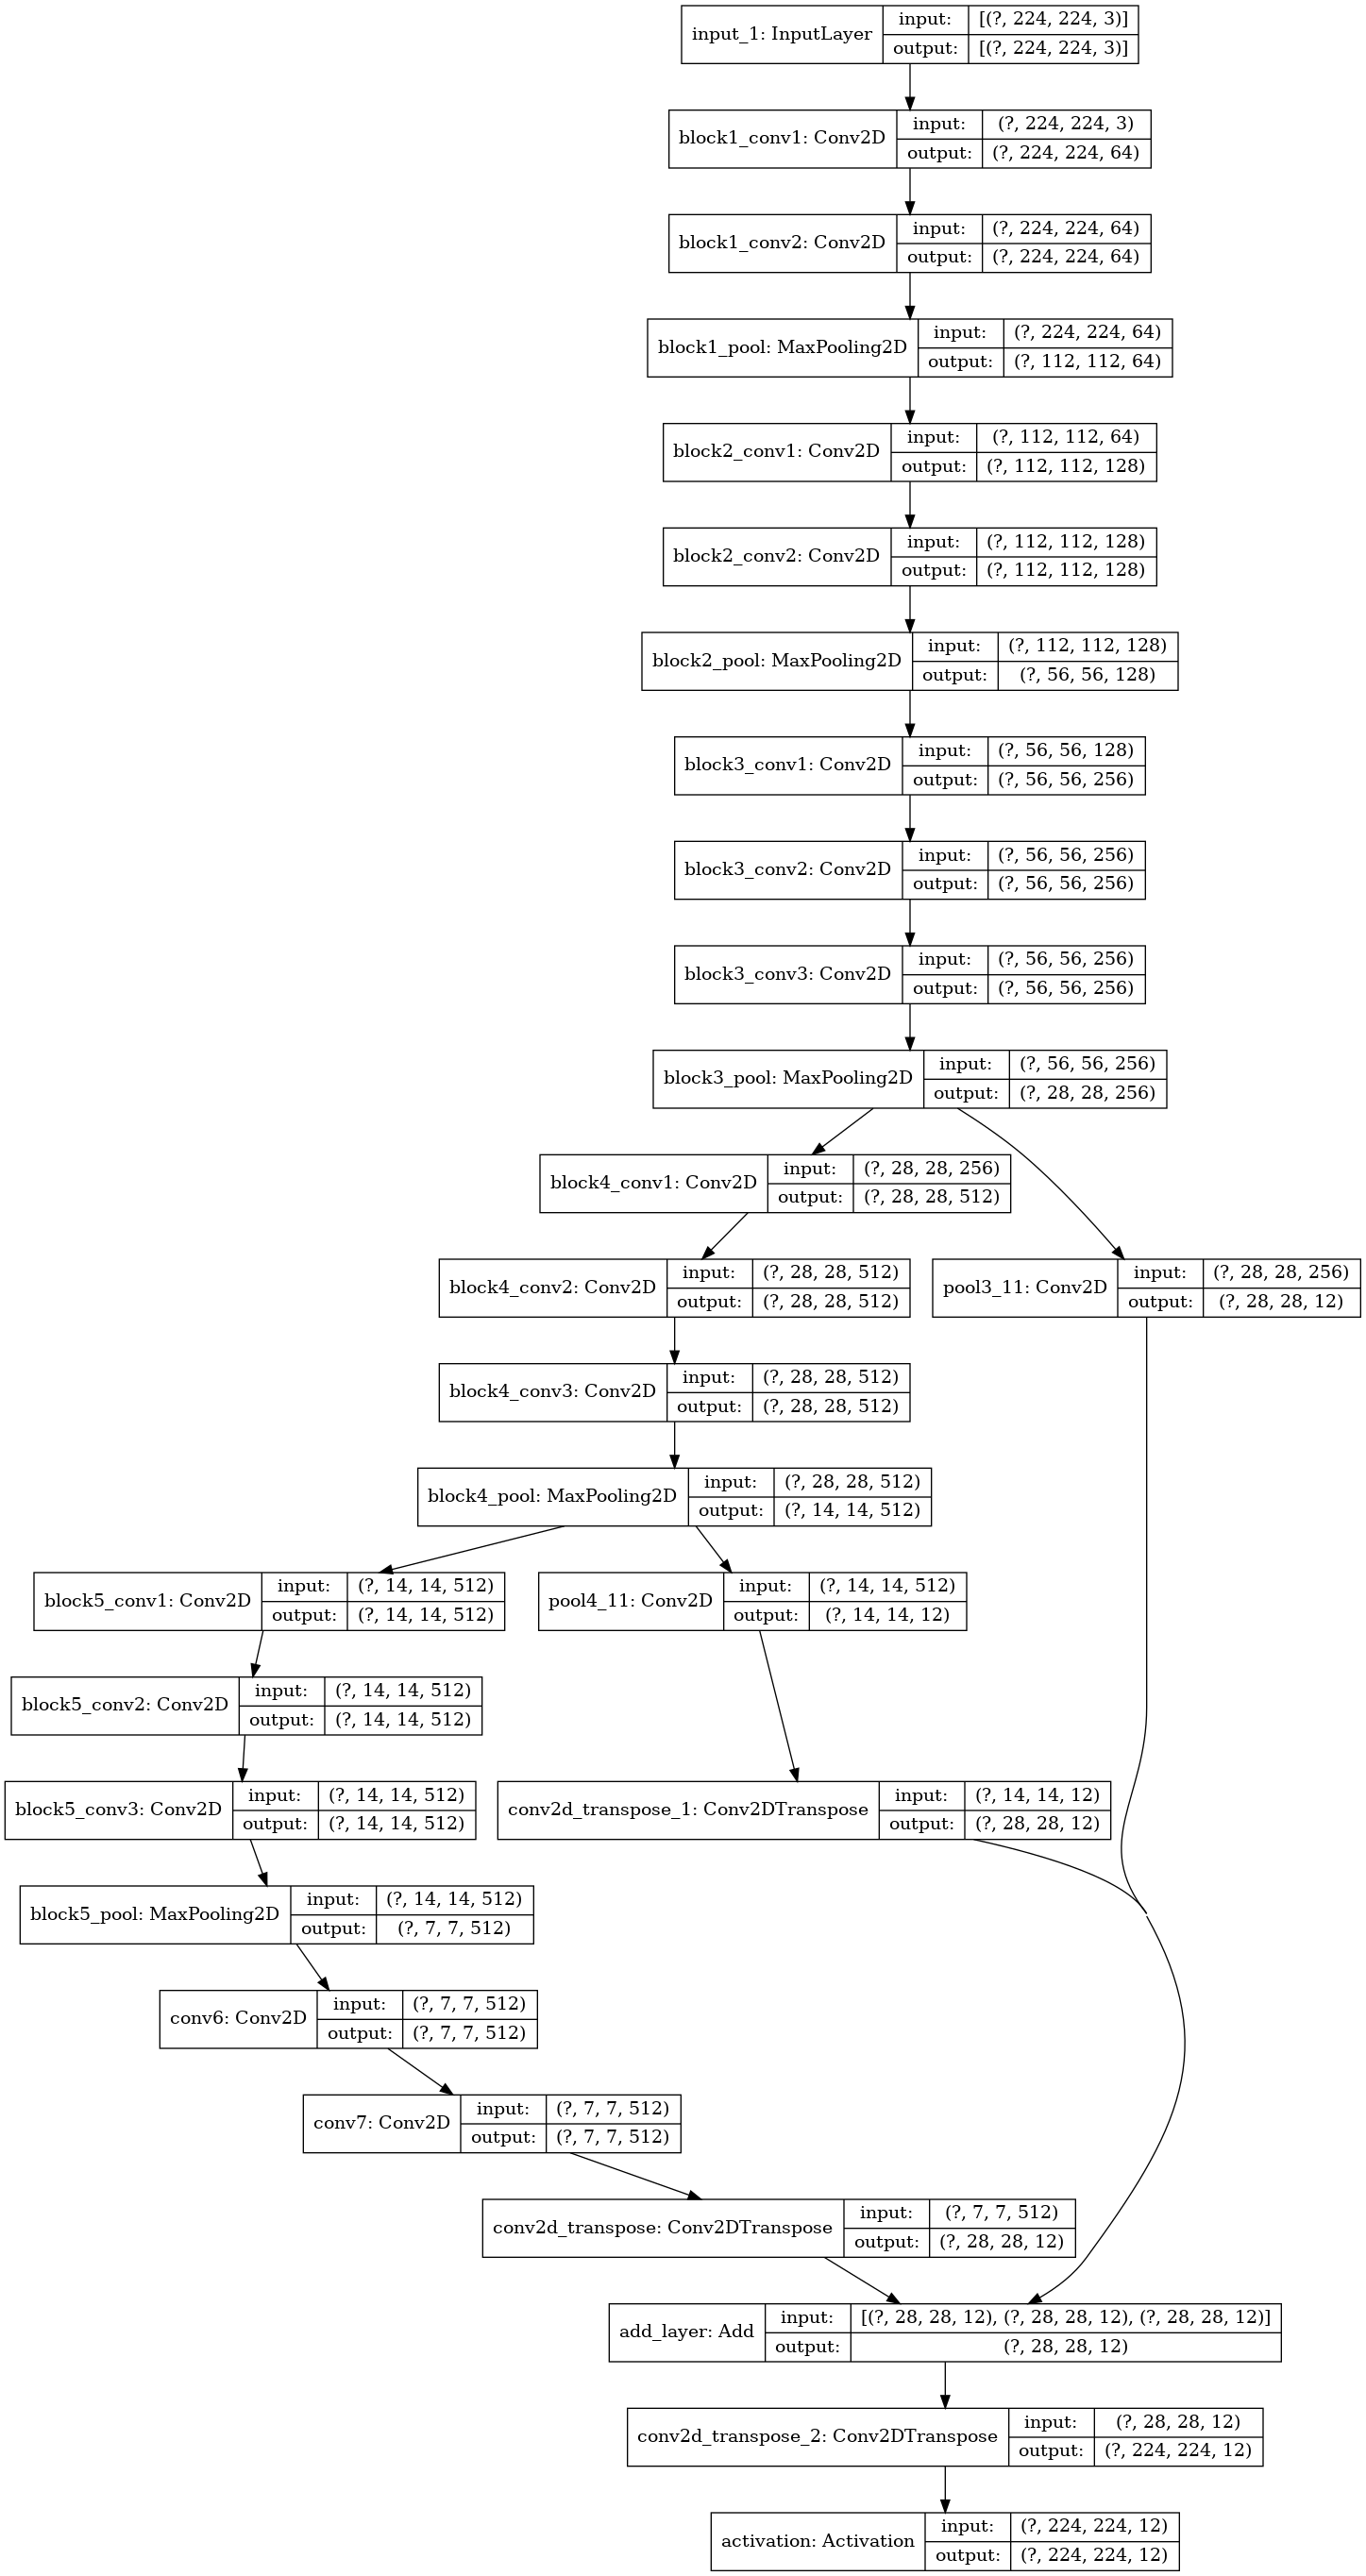 input_1: InputLayer
input: [(?, 224, 224, 3)]
output: [(?, 224, 224, 3)]
block1_conv1: Conv2D
input: (?, 224, 224, 3)
output: (?, 224, 224, 64)
block1_conv2: Conv2D
input: (?, 224, 224, 64)
output: (?, 224, 224, 64)
block1_pool: MaxPooling2D
input: (?, 224, 224, 64)
output: (?, 112, 112, 64)
block2_conv1: Conv2D
input: (?, 112, 112, 64)
output: (?, 112, 112, 128)
block2_conv2: Conv2D
input: (?, 112, 112, 128)
output: (?, 112, 112, 128)
block2_pool: MaxPooling2D
input: (?, 112, 112, 128)
output: (?, 56, 56, 128)
block3_conv1: Conv2D
input: (?, 56, 56, 128)
output: (?, 56, 56, 256)
block3_conv2: Conv2D
input: (?, 56, 56, 256)
output: (?, 56, 56, 256)
block3_conv3: Conv2D
input: (?, 56, 56, 256)
output: (?, 56, 56, 256)
block3_pool: MaxPooling2D
input: (?, 56, 56, 256)
output: (?, 28, 28, 256)
block4_conv1: Conv2D
input: (?, 28, 28, 256)
output: (?, 28, 28, 512)
block4_conv2: Conv2D
input: (?, 28, 28, 512)
output: (?, 28, 28, 512)
pool3_11: Conv2D
input: (?, 28, 28, 256)
output: (?, 28, 28, 12)
block4_conv3: Conv2D
input: (?, 28, 28, 512)
output: (?, 28, 28, 512)
block4_pool: MaxPooling2D
input: (?, 28, 28, 512)
output: (?, 14, 14, 512)
block5_conv1: Conv2D
input: (?, 14, 14, 512)
output: (?, 14, 14, 512)
pool4_11: Conv2D
input: (?, 14, 14, 512)
output: (?, 14, 14, 12)
block5_conv2: Conv2D
input: (?, 14, 14, 512)
output: (?, 14, 14, 512)
block5_conv3: Conv2D
input: (?, 14, 14, 512)
output: (?, 14, 14, 512)
conv2d_transpose_1: Conv2DTranspose
input: (?, 14, 14, 12)
output: (?, 28, 28, 12)
block5_pool: MaxPooling2D
input: (?, 14, 14, 512)
output: (?, 7, 7, 512)
conv6: Conv2D
input: (?, 7, 7, 512)
output: (?, 7, 7, 512)
conv7: Conv2D
input: (?, 7, 7, 512)
output: (?, 7, 7, 512)
conv2d_transpose: Conv2DTranspose
input: (?, 7, 7, 512)
output: (?, 28, 28, 12)
add_layer: Add
input: [(?, 28, 28, 12), (?, 28, 28, 12), (?, 28, 28, 12)]
output: (?, 28, 28, 12)
conv2d_transpose_2: Conv2DTranspose
input: (?, 28, 28, 12)
output: (?, 224, 224, 12)
activation: Activation
input: (?, 224, 224, 12)
output: (?, 224, 224, 12)